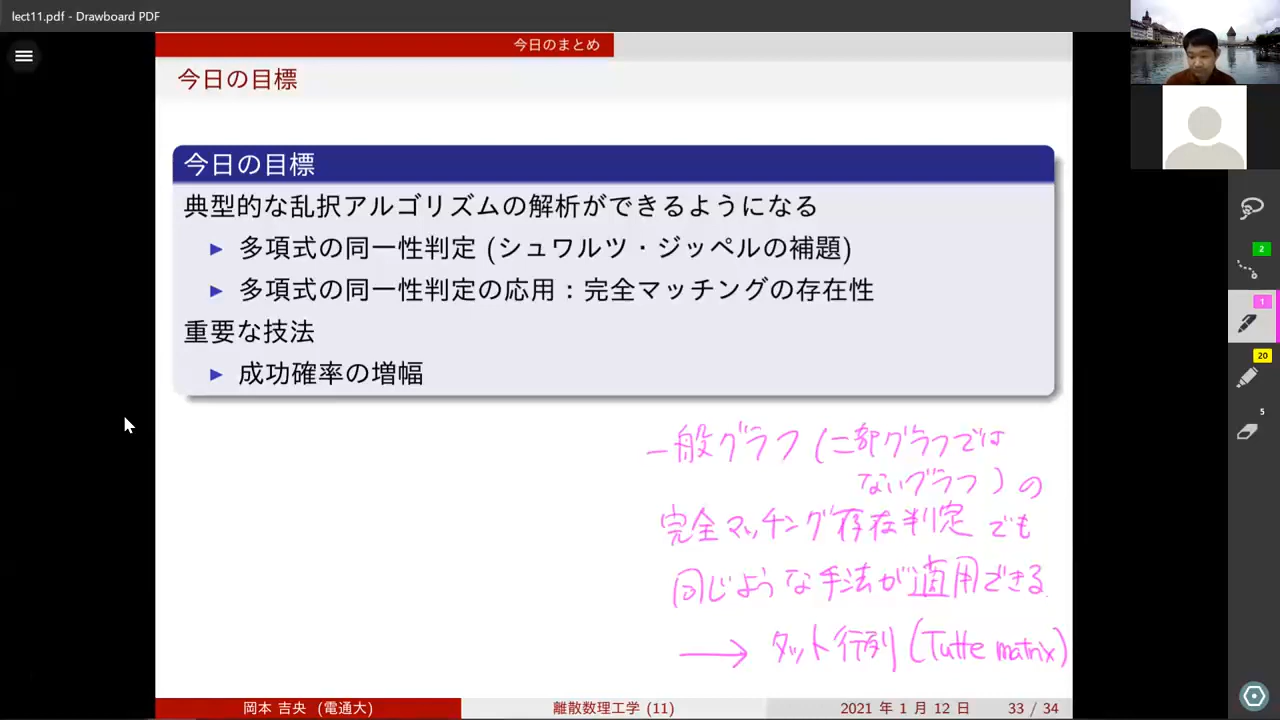 lect11.pdf - Drawboard PDF
今日のまとめ
今日の目標
今日の目標
典型的な乱択アルゴリズムの解析ができるようになる
▶ 多項式の同一性判定 (シュワルツ・ジッペルの補題)
▶ 多項式の同一性判定の応用：完全マッチングの存在性
重要な技法
▶ 成功確率の増幅
一般グラフ (二部グラフでは
ないグラフ) の
完全マッチング存在判定 でも
同じような手法が適用できる
→ タット行列 (Tutte matrix)
岡本 吉央 (電通大)
離散数理工学 (11)
2021 年 1 月 12 日
33 / 34
2
1
20
5